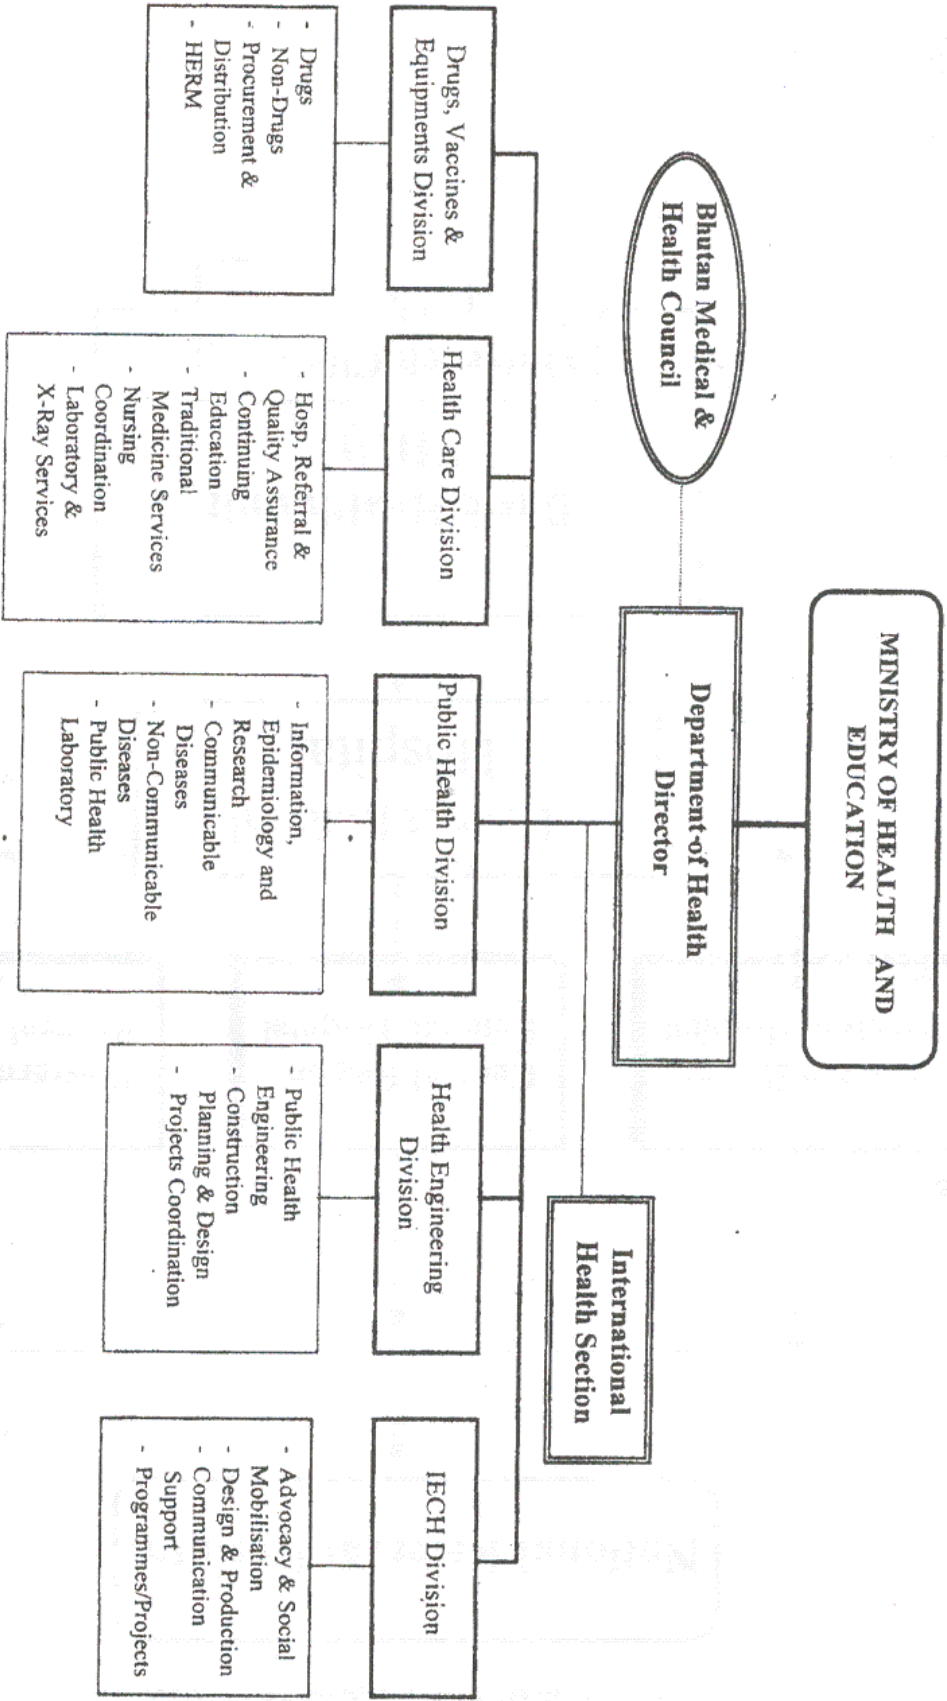 MINISTRY OF HEALTH AND
EDUCATION
Bhutan Medical &
Health Council
Department of Health
Director
International
Health Section
Drugs, Vaccines &
Equipments Division
- Drugs
- Non-Drugs
- Procurement &
Distribution
- HERM
Health Care Division
- Hosp, Referral &
Quality Assurance
- Continuing
Education
- Traditional
Medicine Services
- Nursing
Coordination
- Laboratory &
X-Ray Services
Public Health Division
- Information,
Epidemiology and
Research
- Communicable
Diseases
- Non-Communicable
Diseases
- Public Health
Laboratory
Health Engineering
Division
- Public Health
Engineering
- Construction
Planning & Design
- Projects Coordination
IECH Division
- Advocacy & Social
Mobilisation
- Design & Production
- Communication
Support
- Programmes/Projects